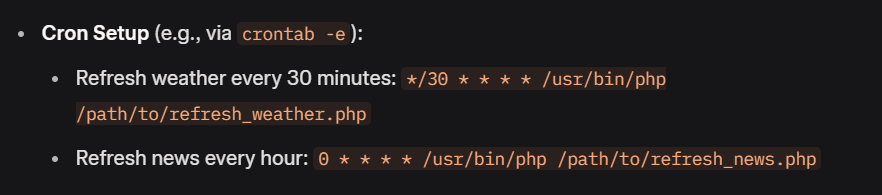 • Cron Setup (e.g., via crontab -e):
• Refresh weather every 30 minutes: */30 * * * * /usr/bin/php
/path/to/refresh_weather.php
• Refresh news every hour: 0 * * * * /usr/bin/php /path/to/refresh_news.php